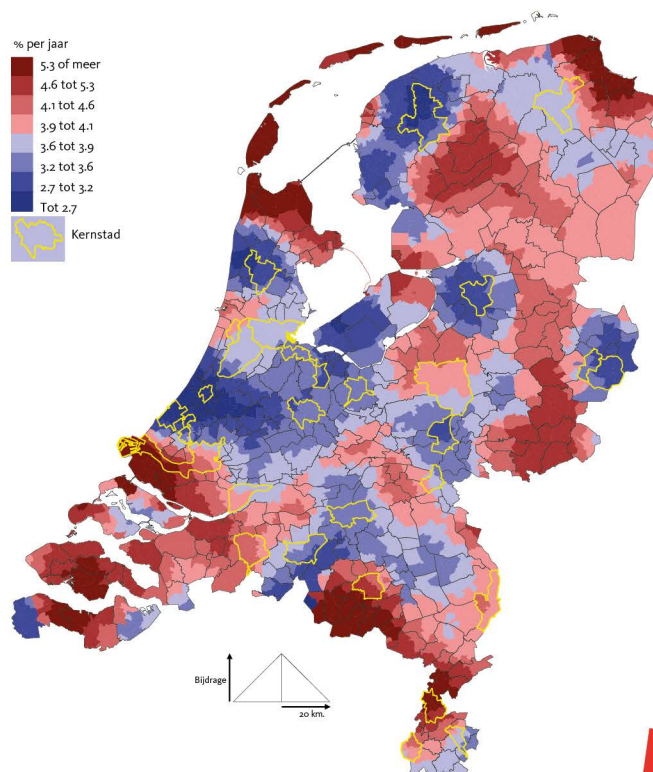 % per jaar
5.3 of meer
4.6 tot 5.3
4.1 tot 4.6
3.9 tot 4.1
3.6 tot 3.9
3.2 tot 3.6
2.7 tot 3.2
Tot 2.7
Kernstad
Bijdrage
20 km.